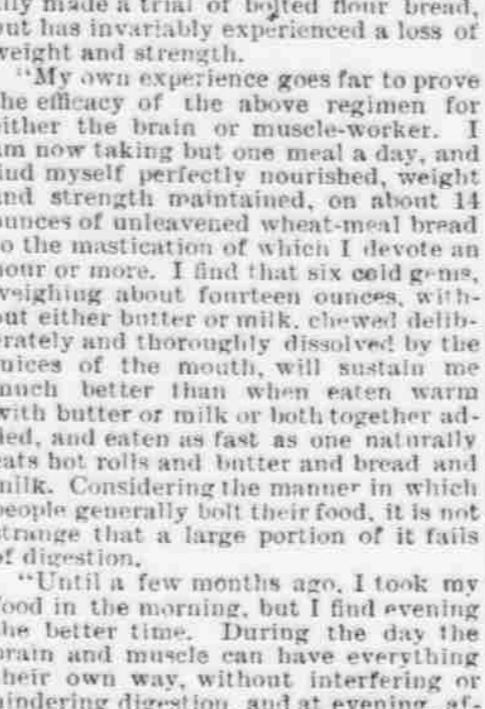 ally made a trial of bolted flour bread,
but has invariably experienced a loss of
weight and strength.
"My own experience goes far to prove
the efficacy of the above regimen for
either the brain or muscle-worker. I
am now taking but one meal a day, and
find myself perfectly nourished, weight
and strength maintained, on about 14
ounces of unleavened wheat-meal bread
to the mastication of which I devote an
hour or more. I find that six cold gems,
weighing about fourteen ounces, with-
out either butter or milk, chewed delib-
erately and thoroughly dissolved by the
juices of the mouth, will sustain me
much better than when eaten warm
with butter or milk or both together ad-
ded, and eaten as fast as one naturally
eats hot rolls and butter and bread and
milk. Considering the manner in which
people generally bolt their food, it is not
strange that a large portion of it fails
of digestion.
"Until a few months ago, I took my
food in the morning, but I find evening
the better time. During the day the
brain and muscle can have everything
their own way, without interfering or
hindering digestion, and at evening, af-